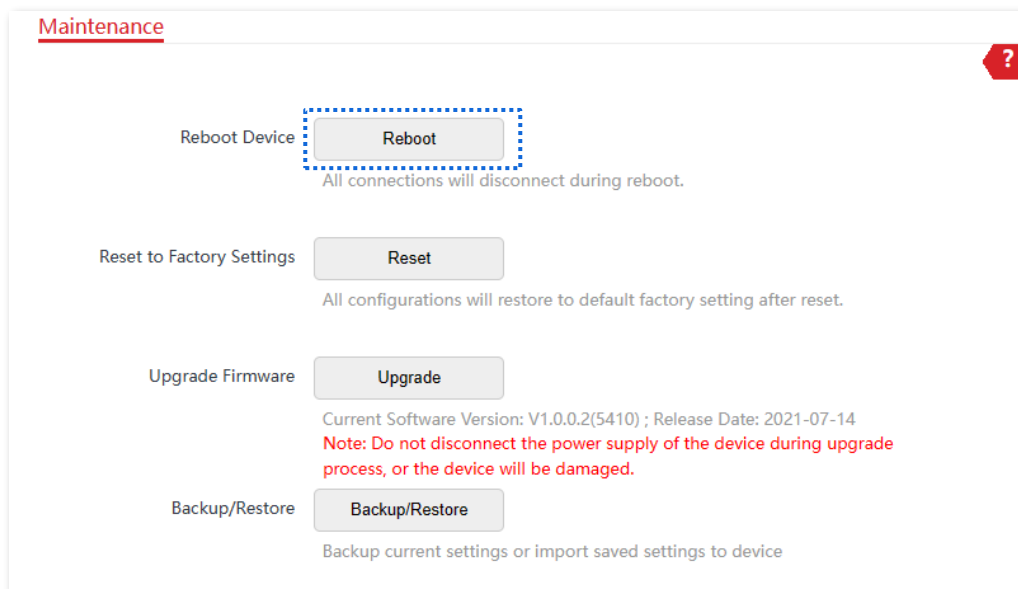 Maintenance
?
Reboot Device
Reboot
All connections will disconnect during reboot.
Reset to Factory Settings
Reset
All configurations will restore to default factory setting after reset.
Upgrade Firmware
Upgrade
Current Software Version: V1.0.0.2(5410) ; Release Date: 2021-07-14
Note: Do not disconnect the power supply of the device during upgrade
process, or the device will be damaged.
Backup/Restore
Backup/Restore
Backup current settings or import saved settings to device